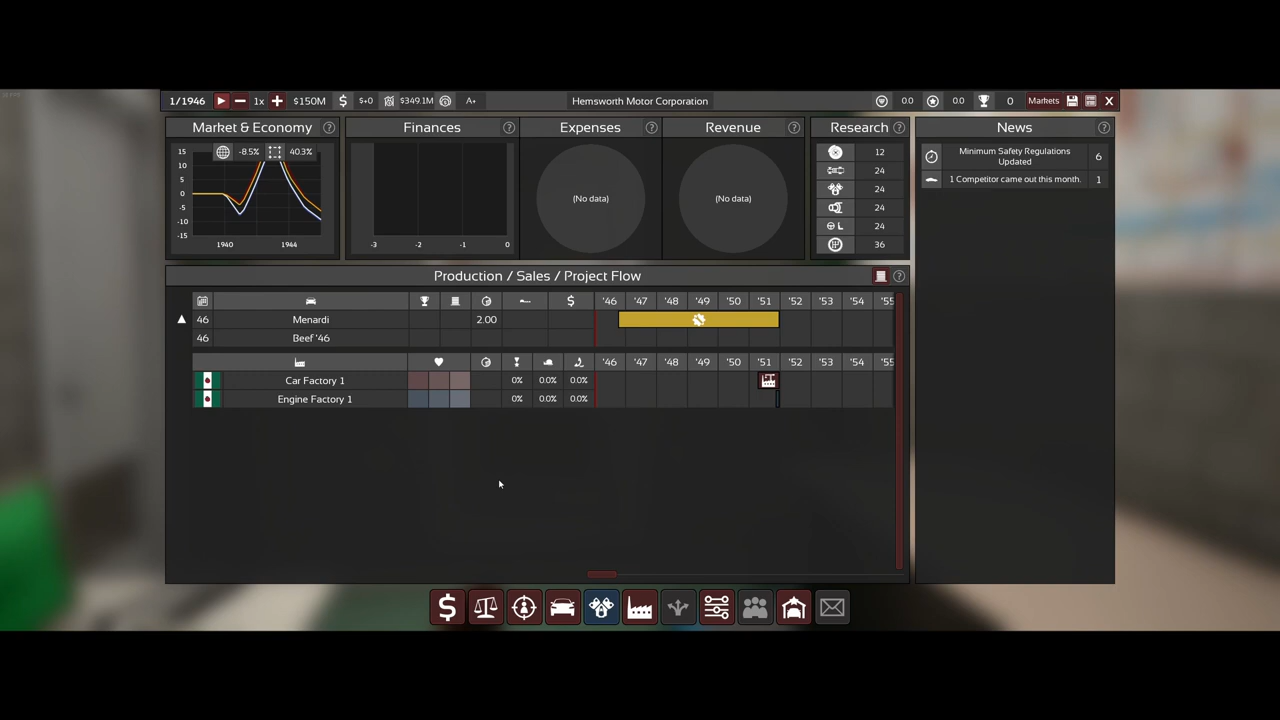 1/1946 1x $150M $+0 $349.1M A+ Hemsworth Motor Corporation 0.0 0.0 0 Markets X
Market & Economy ?
-8.5% 40.3%
15
10
5
0
-5
-10
-15
1940 1944
Finances ?
-3 -2 -1 0
Expenses ?
(No data)
Revenue ?
(No data)
Research ?
12
24
24
24
L 24
36
News ?
Minimum Safety Regulations
Updated 6
1 Competitor came out this month. 1
Production / Sales / Project Flow ?
$ '46 '47 '48 '49 '50 '51 '52 '53 '54 '55
46 Menardi 2.00
46 Beef '46
'46 '47 '48 '49 '50 '51 '52 '53 '54 '55
Car Factory 1 0% 0.0% 0.0%
Engine Factory 1 0% 0.0% 0.0%
$